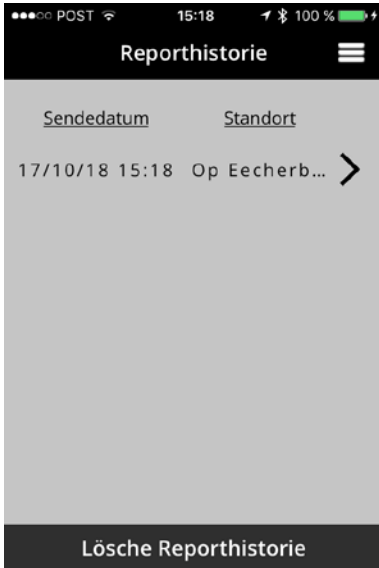 POST 15:18 100 %
Reporthistorie
Sendedatum Standort
17/10/18 15:18 Op Eecherb...
Lösche Reporthistorie